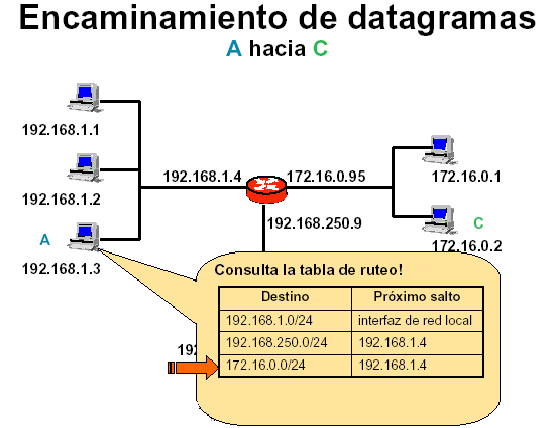 Encaminamiento de datagramas
A hacia C
192.168.1.1
192.168.1.4 172.16.0.95
172.16.0.1
192.168.1.2
192.168.250.9
A
C
172.16.0.2
192.168.1.3
Consulta la tabla de ruteo!
Destino Próximo salto
192.168.1.0/24 interfaz de red local
192.168.250.0/24 192.168.1.4
172.16.0.0/24 192.168.1.4